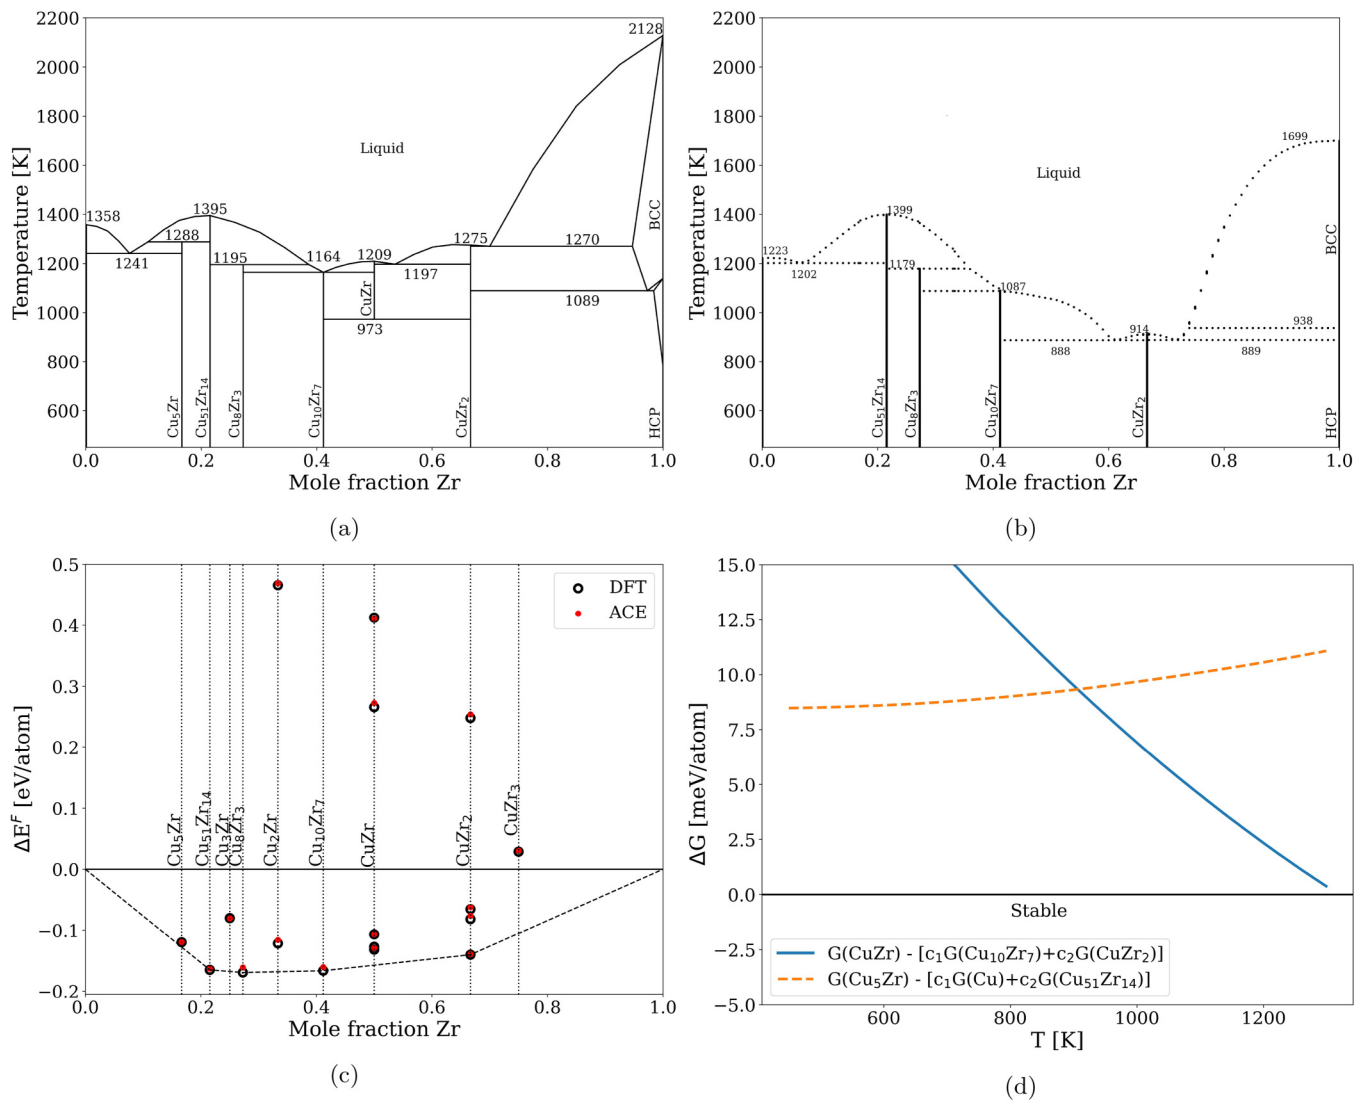 2200
2000
1800
1600
1400
1200
1000
800
600
Temperature [K]
2128
Liquid
1358
1395
1288
1241
1195
1164
1209
1275
1197
1270
1089
973
BCC
HCP
CuZr
Cu₅Zr
Cu₅₁Zr₁₄
Cu₈Zr₃
Cu₁₀Zr₇
CuZr₂
0.0 0.2 0.4 0.6 0.8 1.0
Mole fraction Zr
(a)
2200
2000
1800
1600
1400
1200
1000
800
600
Temperature [K]
1699
Liquid
1399
1223
1202
1179
1087
914
938
888
889
BCC
HCP
Cu₅₁Zr₁₄
Cu₈Zr₃
Cu₁₀Zr₇
CuZr₂
0.0 0.2 0.4 0.6 0.8 1.0
Mole fraction Zr
(b)
0.5
0.4
0.3
0.2
0.1
0.0
−0.1
−0.2
ΔE^F [eV/atom]
DFT
ACE
Cu₅Zr
Cu₅₁Zr₁₄
Cu₃Zr
Cu₈Zr₃
Cu₂Zr
Cu₁₀Zr₇
CuZr
CuZr₂
CuZr₃
0.0 0.2 0.4 0.6 0.8 1.0
Mole fraction Zr
(c)
15.0
12.5
10.0
7.5
5.0
2.5
0.0
−2.5
−5.0
ΔG [meV/atom]
Stable
G(CuZr) - [c₁G(Cu₁₀Zr₇)+c₂G(CuZr₂)]
G(Cu₅Zr) - [c₁G(Cu)+c₂G(Cu₅₁Zr₁₄)]
600 800 1000 1200
T [K]
(d)